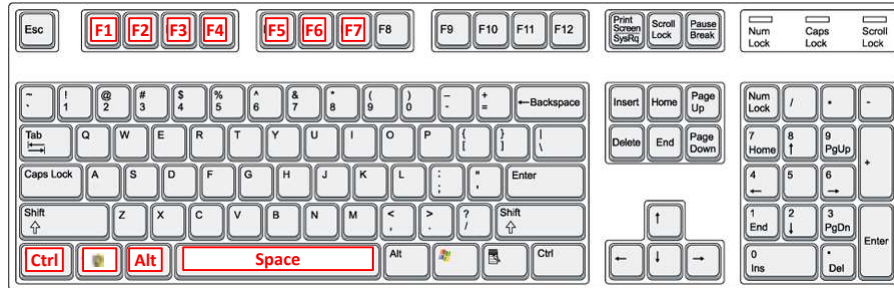 Esc F1 F2 F3 F4 F5 F6 F7 F8 F9 F10 F11 F12 Print Screen SysRq Scroll Lock Pause Break Num Lock Caps Lock Scroll Lock
~ ` ! 1 @ 2 # 3 $ 4 % 5 ^ 6 & 7 * 8 ( 9 ) 0 _ - + = ←Backspace Insert Home Page Up Num Lock / * -
Tab Q W E R T Y U I O P { [ } ] | \ Delete End Page Down 7 Home 8 ↑ 9 PgUp +
Caps Lock A S D F G H J K L : ; " ' Enter 4 ← 5 6 →
Shift Z X C V B N M < , > . ? / Shift ↑ 1 End 2 ↓ 3 PgDn Enter
Ctrl Alt Space Alt Ctrl ← ↓ → 0 Ins . Del